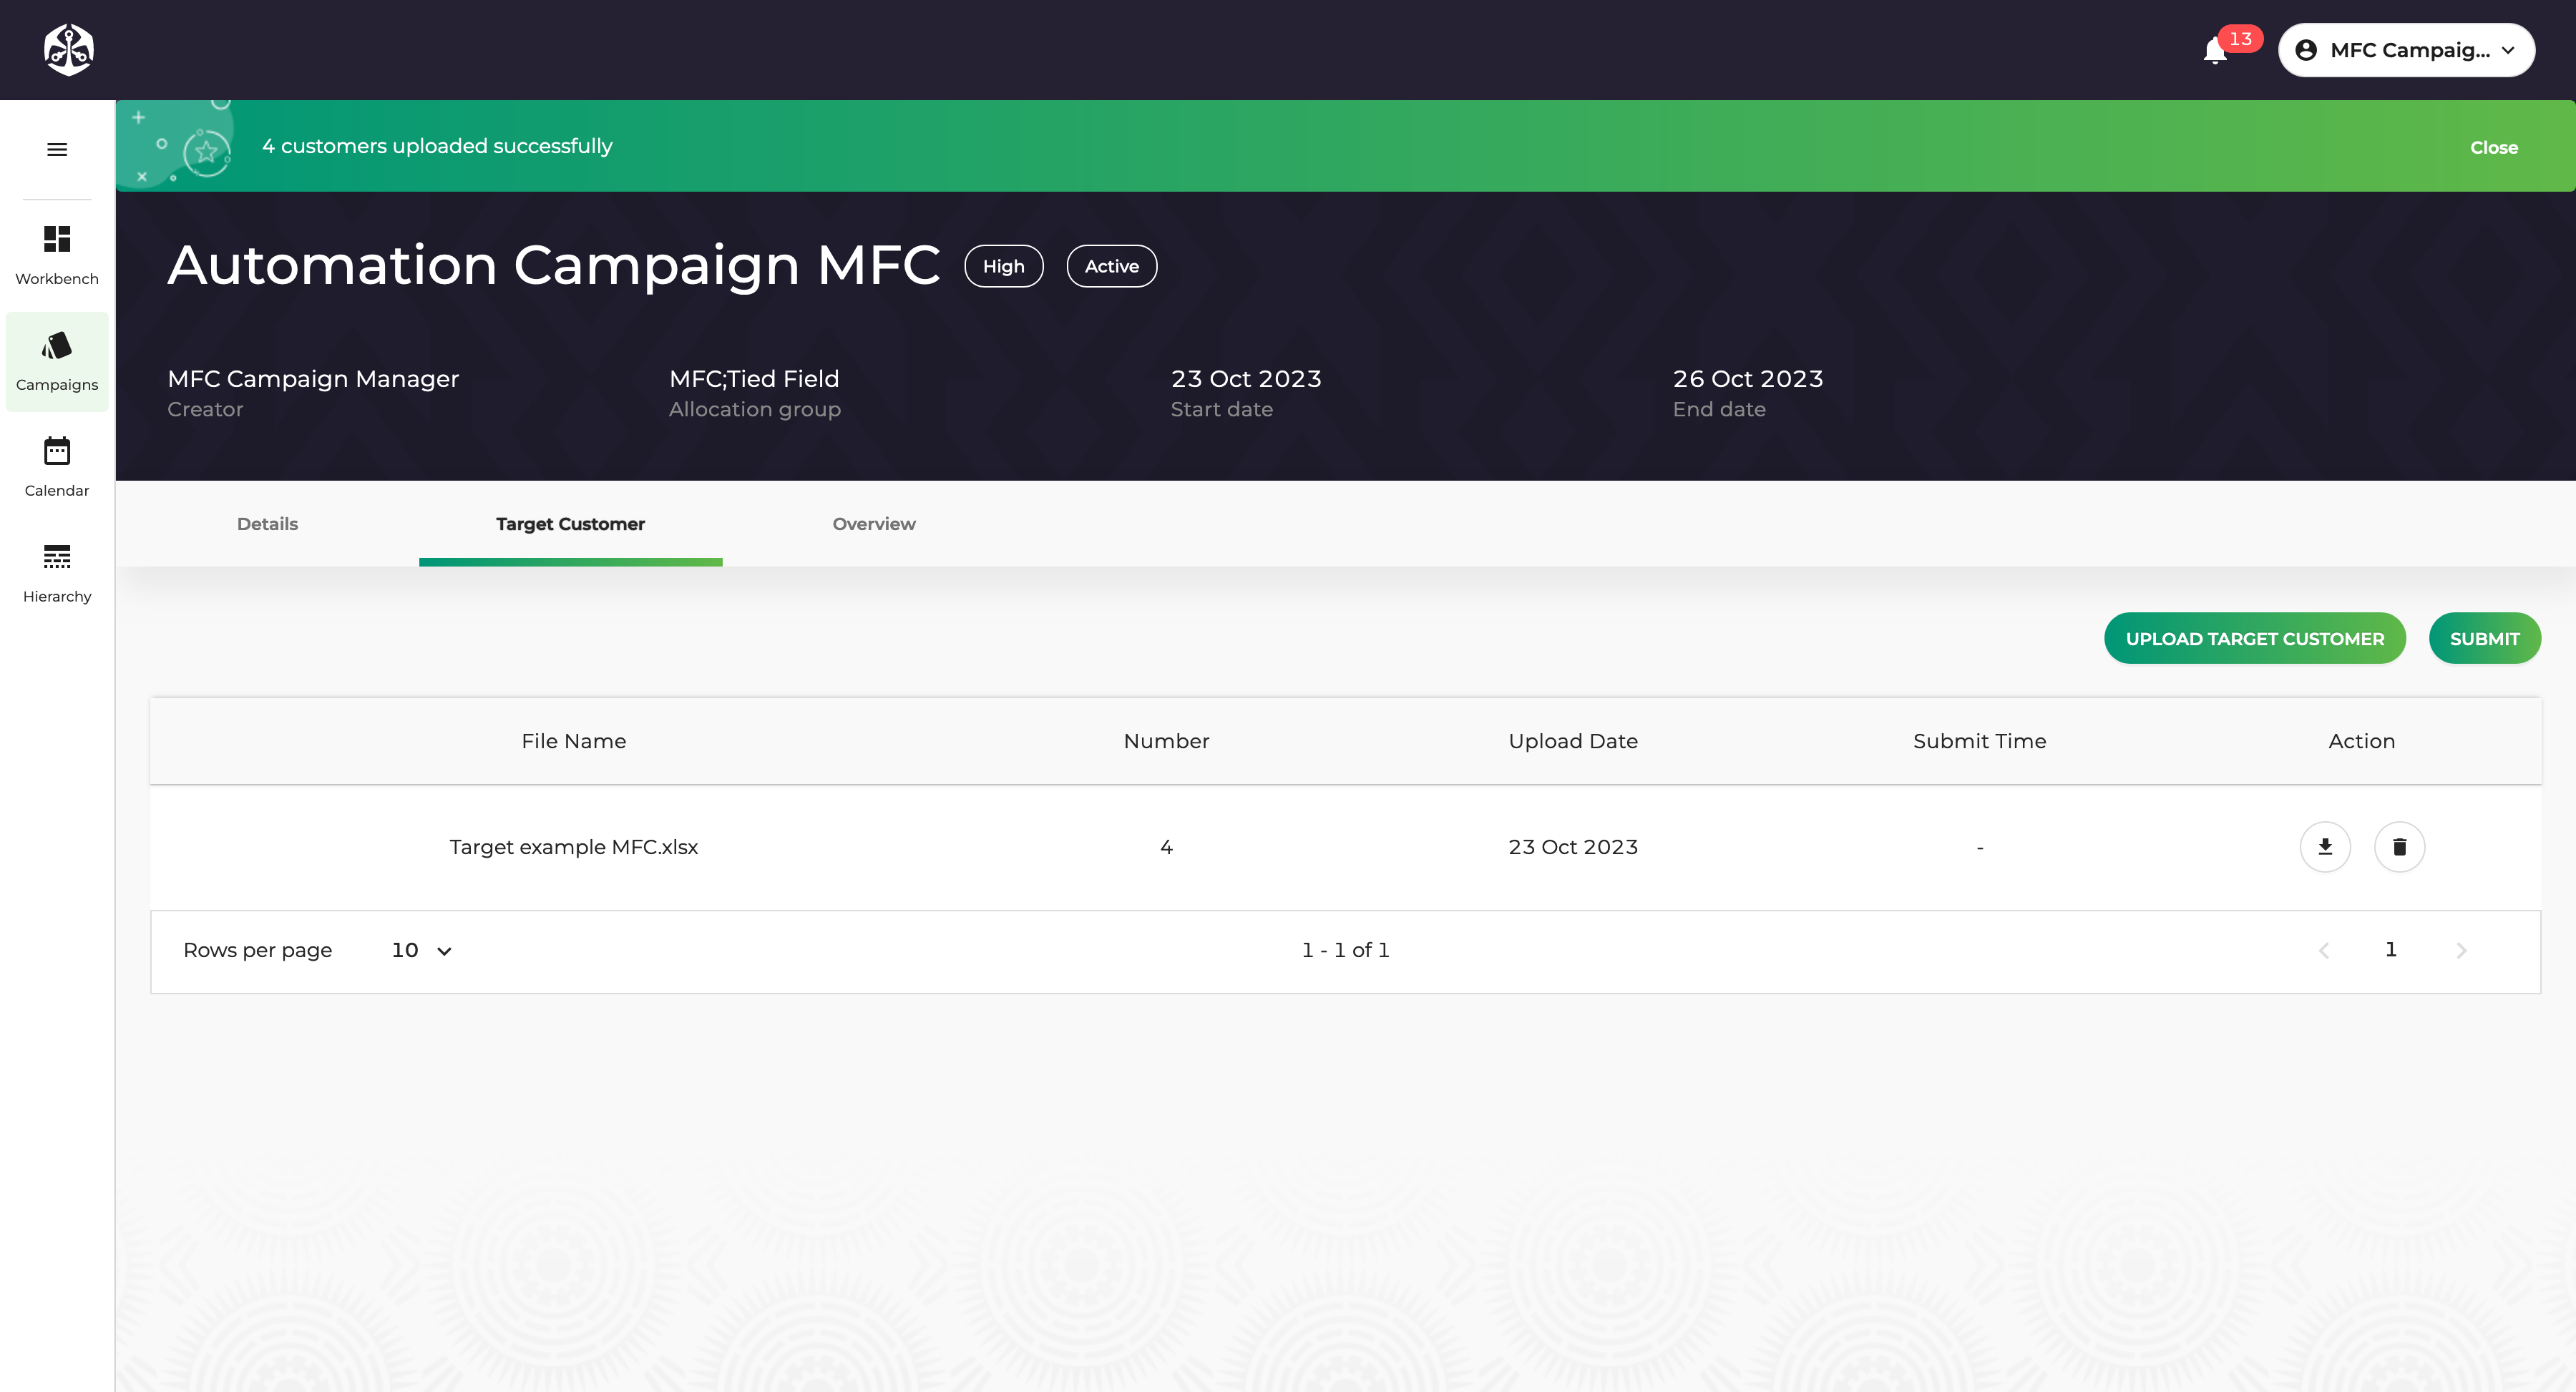 13
MFC Campaig...
4 customers uploaded successfully
Close
Workbench
Campaigns
Calendar
Hierarchy
Automation Campaign MFC
High
Active
MFC Campaign Manager
Creator
MFC;Tied Field
Allocation group
23 Oct 2023
Start date
26 Oct 2023
End date
Details
Target Customer
Overview
UPLOAD TARGET CUSTOMER
SUBMIT
File Name
Number
Upload Date
Submit Time
Action
Target example MFC.xlsx
4
23 Oct 2023
-
Rows per page
10
1 - 1 of 1
1